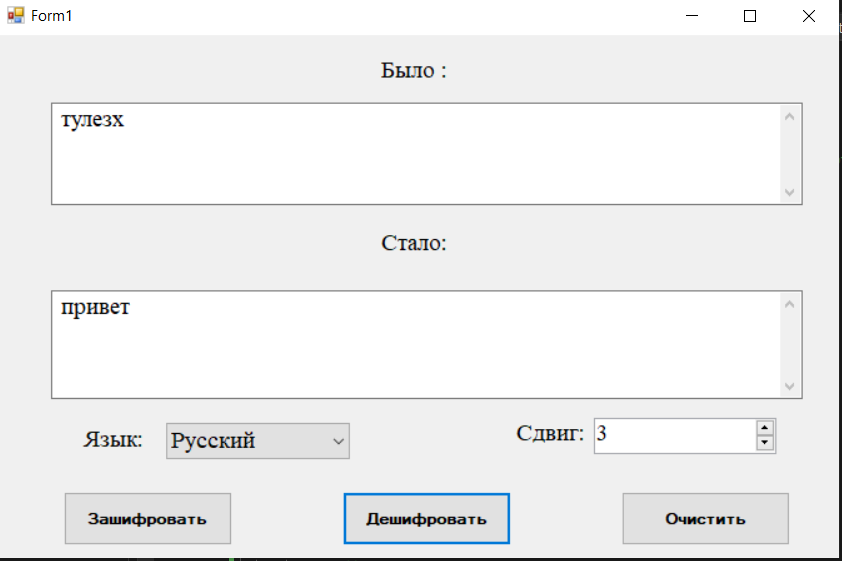 Form1
Было :
тулезх
Стало:
привет
Язык: Русский Сдвиг: 3
Зашифровать Дешифровать Очистить